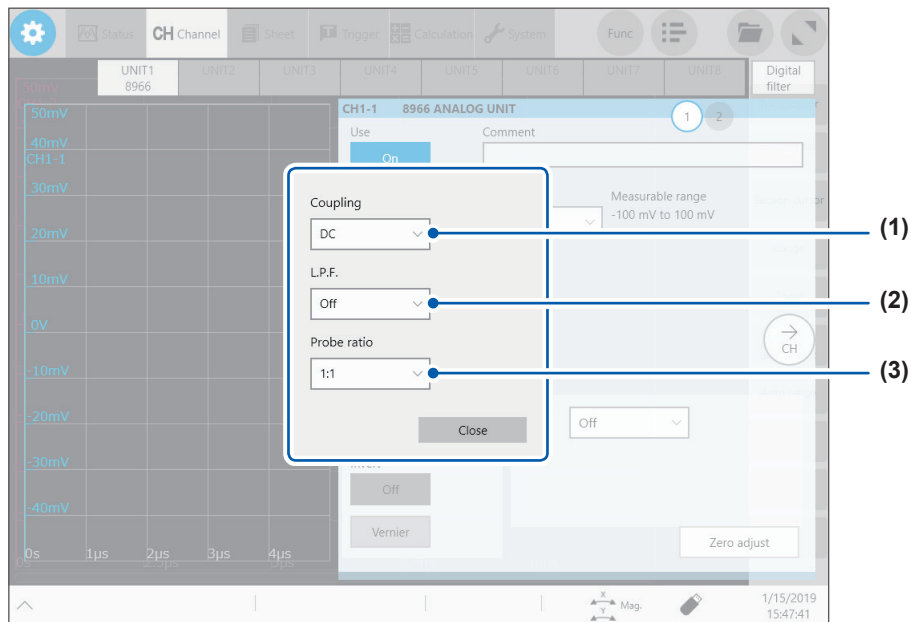 Status CH Channel Sheet Trigger Calculation System Func
UNIT1 UNIT2 UNIT3 UNIT4 UNIT5 UNIT6 UNIT7 UNIT8 Digital filter
8966
50mV
50mV
CH1-1 8966 ANALOG UNIT 1 2
Use Comment
On
40mV
CH1-1
30mV
Measurable range
-100 mV to 100 mV
Coupling
DC (1)
20mV
L.P.F.
10mV
Off (2)
0V
CH
Probe ratio
1:1 (3)
-10mV
-20mV
Close
Off
-30mV
Invert
Off
-40mV
Vernier
Zero adjust
0s 1µs 2µs 3µs 4µs
X
Y
Mag.
1/15/2019
15:47:41